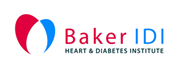 Baker IDI
HEART & DIABETES INSTITUTE